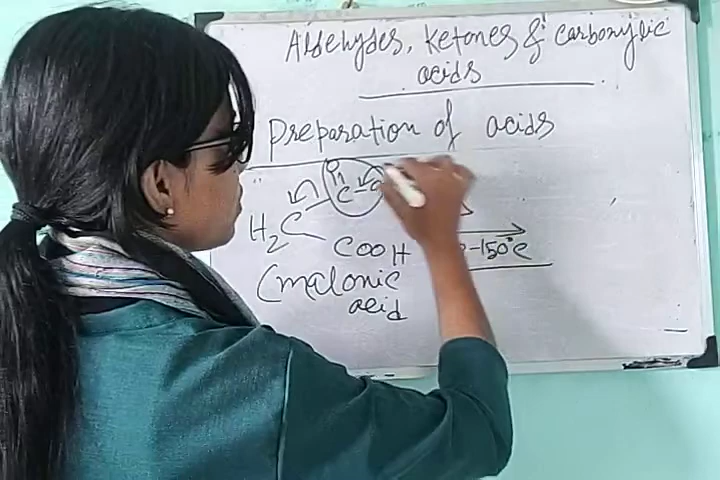 Aldehydes, Ketones & carboxylic
acids
Preparation of acids
O
C
H2C
COOH
-150°C
(malonic
acid